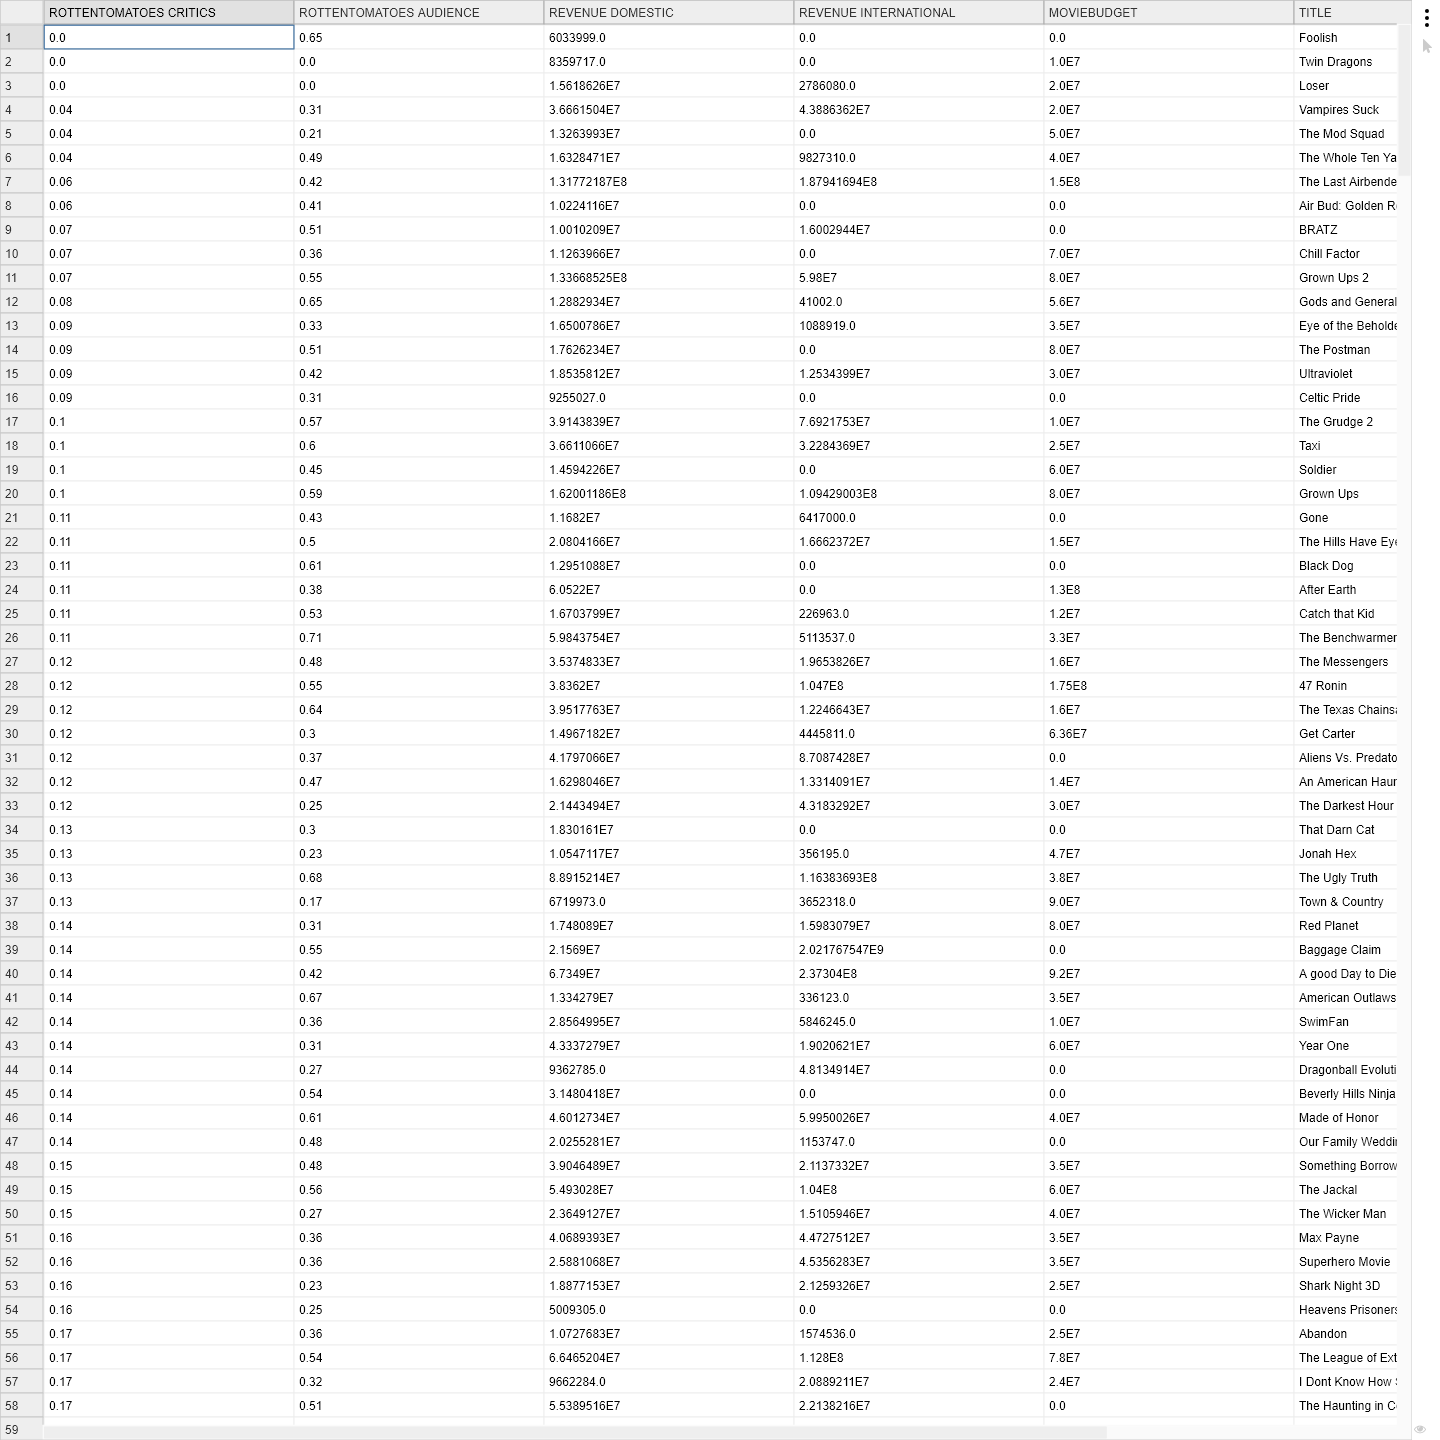 ROTTENTOMATOES CRITICS ROTTENTOMATOES AUDIENCE REVENUE DOMESTIC REVENUE INTERNATIONAL MOVIEBUDGET TITLE
1 0.0 0.65 6033999.0 0.0 0.0 Foolish
2 0.0 0.0 8359717.0 0.0 1.0E7 Twin Dragons
3 0.0 0.0 1.5618626E7 2786080.0 2.0E7 Loser
4 0.04 0.31 3.6661504E7 4.3886362E7 2.0E7 Vampires Suck
5 0.04 0.21 1.3263993E7 0.0 5.0E7 The Mod Squad
6 0.04 0.49 1.6328471E7 9827310.0 4.0E7 The Whole Ten Ya
7 0.06 0.42 1.31772187E8 1.87941694E8 1.5E8 The Last Airbende
8 0.06 0.41 1.0224116E7 0.0 0.0 Air Bud: Golden R
9 0.07 0.51 1.0010209E7 1.6002944E7 0.0 BRATZ
10 0.07 0.36 1.1263966E7 0.0 7.0E7 Chill Factor
11 0.07 0.55 1.33668525E8 5.98E7 8.0E7 Grown Ups 2
12 0.08 0.65 1.2882934E7 41002.0 5.6E7 Gods and General
13 0.09 0.33 1.6500786E7 1088919.0 3.5E7 Eye of the Beholde
14 0.09 0.51 1.7626234E7 0.0 8.0E7 The Postman
15 0.09 0.42 1.8535812E7 1.2534399E7 3.0E7 Ultraviolet
16 0.09 0.31 9255027.0 0.0 0.0 Celtic Pride
17 0.1 0.57 3.9143839E7 7.6921753E7 1.0E7 The Grudge 2
18 0.1 0.6 3.6611066E7 3.2284369E7 2.5E7 Taxi
19 0.1 0.45 1.4594226E7 0.0 6.0E7 Soldier
20 0.1 0.59 1.62001186E8 1.09429003E8 8.0E7 Grown Ups
21 0.11 0.43 1.1682E7 6417000.0 0.0 Gone
22 0.11 0.5 2.0804166E7 1.6662372E7 1.5E7 The Hills Have Eye
23 0.11 0.61 1.2951088E7 0.0 0.0 Black Dog
24 0.11 0.38 6.0522E7 0.0 1.3E8 After Earth
25 0.11 0.53 1.6703799E7 226963.0 1.2E7 Catch that Kid
26 0.11 0.71 5.9843754E7 5113537.0 3.3E7 The Benchwarmer
27 0.12 0.48 3.5374833E7 1.9653826E7 1.6E7 The Messengers
28 0.12 0.55 3.8362E7 1.047E8 1.75E8 47 Ronin
29 0.12 0.64 3.9517763E7 1.2246643E7 1.6E7 The Texas Chainsa
30 0.12 0.3 1.4967182E7 4445811.0 6.36E7 Get Carter
31 0.12 0.37 4.1797066E7 8.7087428E7 0.0 Aliens Vs. Predato
32 0.12 0.47 1.6298046E7 1.3314091E7 1.4E7 An American Haun
33 0.12 0.25 2.1443494E7 4.3183292E7 3.0E7 The Darkest Hour
34 0.13 0.3 1.830161E7 0.0 0.0 That Darn Cat
35 0.13 0.23 1.0547117E7 356195.0 4.7E7 Jonah Hex
36 0.13 0.68 8.8915214E7 1.16383693E8 3.8E7 The Ugly Truth
37 0.13 0.17 6719973.0 3652318.0 9.0E7 Town & Country
38 0.14 0.31 1.748089E7 1.5983079E7 8.0E7 Red Planet
39 0.14 0.55 2.1569E7 2.021767547E9 0.0 Baggage Claim
40 0.14 0.42 6.7349E7 2.37304E8 9.2E7 A good Day to Die
41 0.14 0.67 1.334279E7 336123.0 3.5E7 American Outlaws
42 0.14 0.36 2.8564995E7 5846245.0 1.0E7 SwimFan
43 0.14 0.31 4.3337279E7 1.9020621E7 6.0E7 Year One
44 0.14 0.27 9362785.0 4.8134914E7 0.0 Dragonball Evoluti
45 0.14 0.54 3.1480418E7 0.0 0.0 Beverly Hills Ninja
46 0.14 0.61 4.6012734E7 5.9950026E7 4.0E7 Made of Honor
47 0.14 0.48 2.0255281E7 1153747.0 0.0 Our Family Weddin
48 0.15 0.48 3.9046489E7 2.1137332E7 3.5E7 Something Borrow
49 0.15 0.56 5.493028E7 1.04E8 6.0E7 The Jackal
50 0.15 0.27 2.3649127E7 1.5105946E7 4.0E7 The Wicker Man
51 0.16 0.36 4.0689393E7 4.4727512E7 3.5E7 Max Payne
52 0.16 0.36 2.5881068E7 4.5356283E7 3.5E7 Superhero Movie
53 0.16 0.23 1.8877153E7 2.1259326E7 2.5E7 Shark Night 3D
54 0.16 0.25 5009305.0 0.0 0.0 Heavens Prisoners
55 0.17 0.36 1.0727683E7 1574536.0 2.5E7 Abandon
56 0.17 0.54 6.6465204E7 1.128E8 7.8E7 The League of Ext
57 0.17 0.32 9662284.0 2.0889211E7 2.4E7 I Dont Know How
58 0.17 0.51 5.5389516E7 2.2138216E7 0.0 The Haunting in C
59